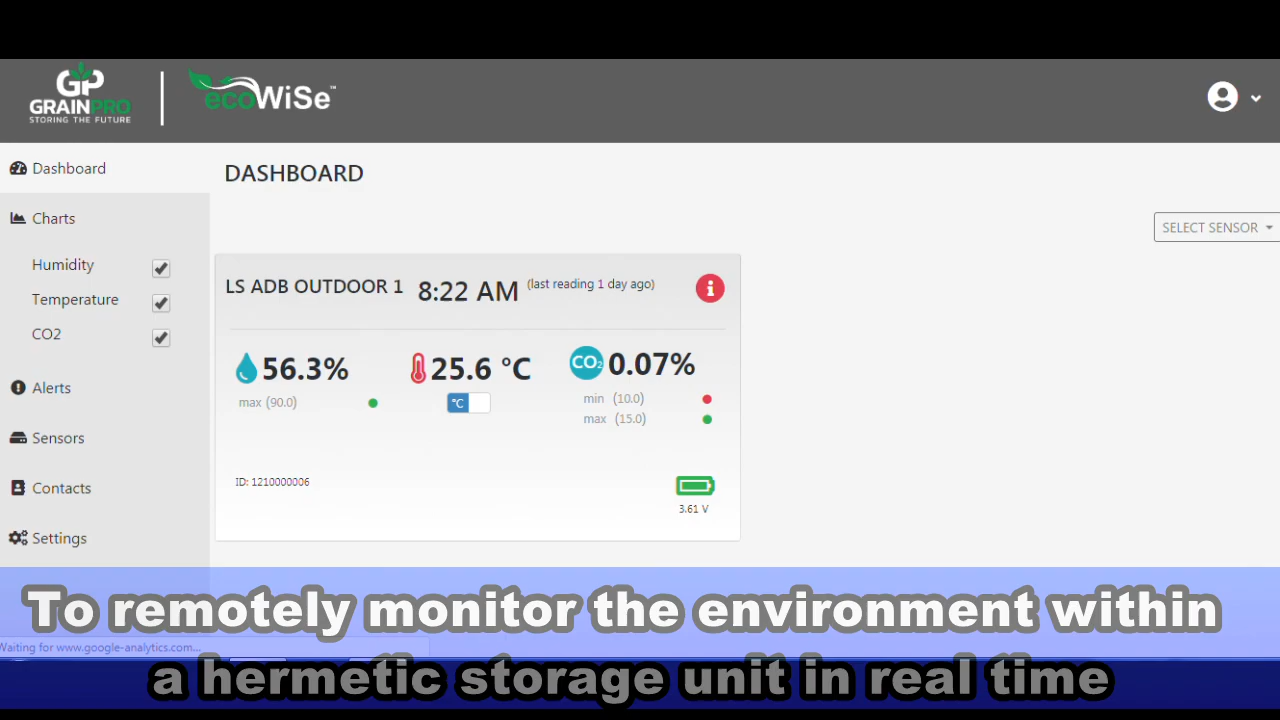 GP
GRAINPRO
STORING THE FUTURE
ecoWiSe™
Dashboard
DASHBOARD
Charts
SELECT SENSOR
Humidity
Temperature
CO2
LS ADB OUTDOOR 1 8:22 AM (last reading 1 day ago)
56.3% 25.6 °C CO2 0.07%
max (90.0) °C min (10.0)
max (15.0)
Alerts
Sensors
Contacts
Settings
ID: 1210000006
3.61 V
To remotely monitor the environment within
Waiting for www.google-analytics.com...
a hermetic storage unit in real time